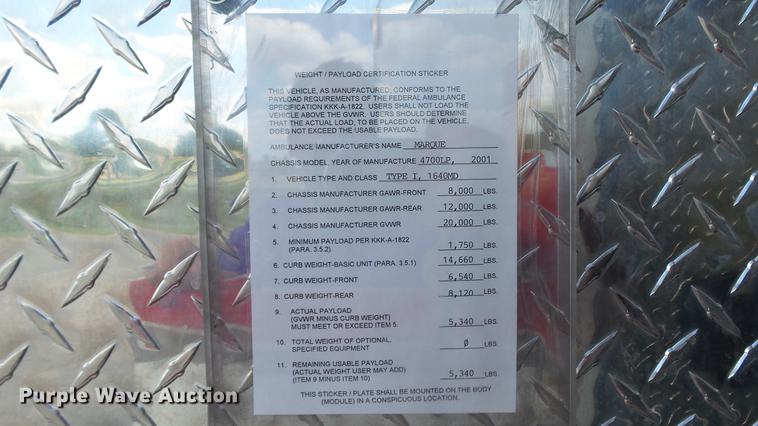 WEIGHT / PAYLOAD CERTIFICATION STICKER
THIS VEHICLE, AS MANUFACTURED, CONFORMS TO THE
PAYLOAD REQUIREMENTS OF THE FEDERAL AMBULANCE
SPECIFICATION KKK-A-1822. USERS SHALL NOT LOAD THE
VEHICLE ABOVE THE GVWR. USERS SHOULD DETERMINE
THAT THE ACTUAL LOAD, TO BE PLACED ON THE VEHICLE,
DOES NOT EXCEED THE USABLE PAYLOAD.
AMBULANCE MANUFACTURER'S NAME MARQUE
CHASSIS MODEL, YEAR OF MANUFACTURE 4700LP, 2001
1. VEHICLE TYPE AND CLASS TYPE I, 1640MD
2. CHASSIS MANUFACTURER GAWR-FRONT 8,000 LBS.
3. CHASSIS MANUFACTURER GAWR-REAR 12,000 LBS.
4. CHASSIS MANUFACTURER GVWR 20,000 LBS.
5. MINIMUM PAYLOAD PER KKK-A-1822
(PARA. 3.5.2) 1,750 LBS.
6. CURB WEIGHT-BASIC UNIT (PARA. 3.5.1) 14,660 LBS.
7. CURB WEIGHT-FRONT 6,540 LBS.
8. CURB WEIGHT-REAR 8,120 LBS.
9. ACTUAL PAYLOAD
(GVWR MINUS CURB WEIGHT)
MUST MEET OR EXCEED ITEM 5. 5,340 LBS.
10. TOTAL WEIGHT OF OPTIONAL,
SPECIFIED EQUIPMENT Ø LBS.
11. REMAINING USABLE PAYLOAD
(ACTUAL WEIGHT USER MAY ADD)
(ITEM 9 MINUS ITEM 10) 5,340 LBS.
THIS STICKER / PLATE SHALL BE MOUNTED ON THE BODY
(MODULE) IN A CONSPICUOUS LOCATION.
Purple Wave Auction